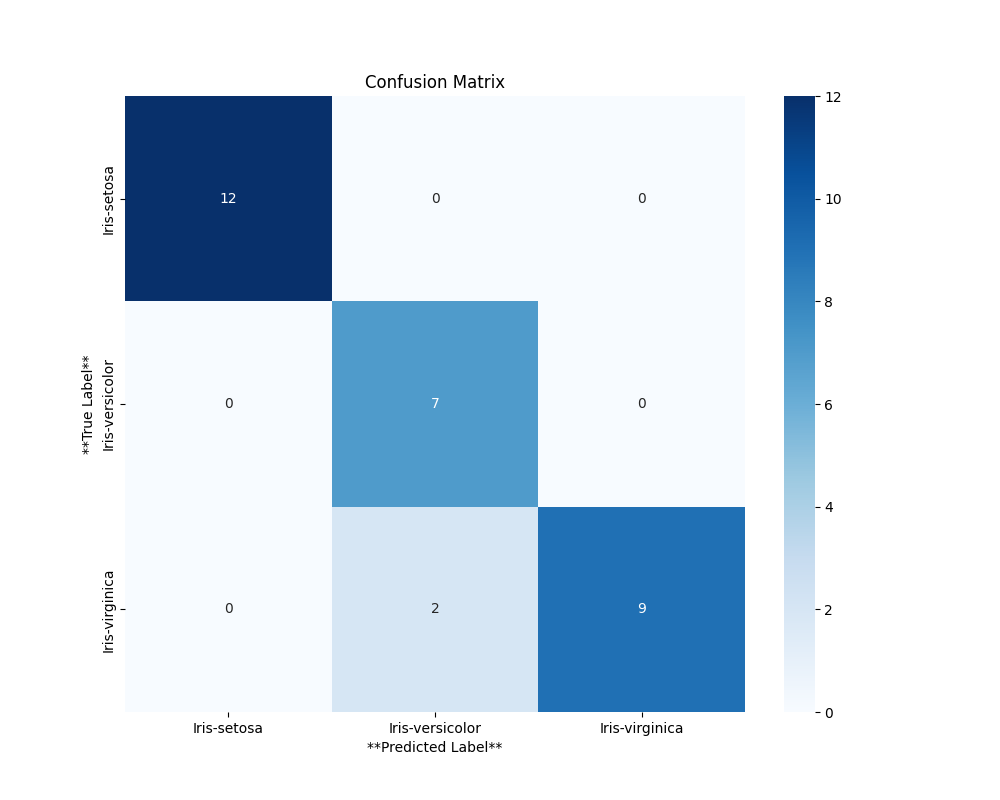 Confusion Matrix
12
Iris-setosa
12 0 0
10
8
**True Label**
Iris-versicolor
0 7 0
6
4
Iris-virginica
0 2 9
2
0
Iris-setosa Iris-versicolor Iris-virginica
**Predicted Label**